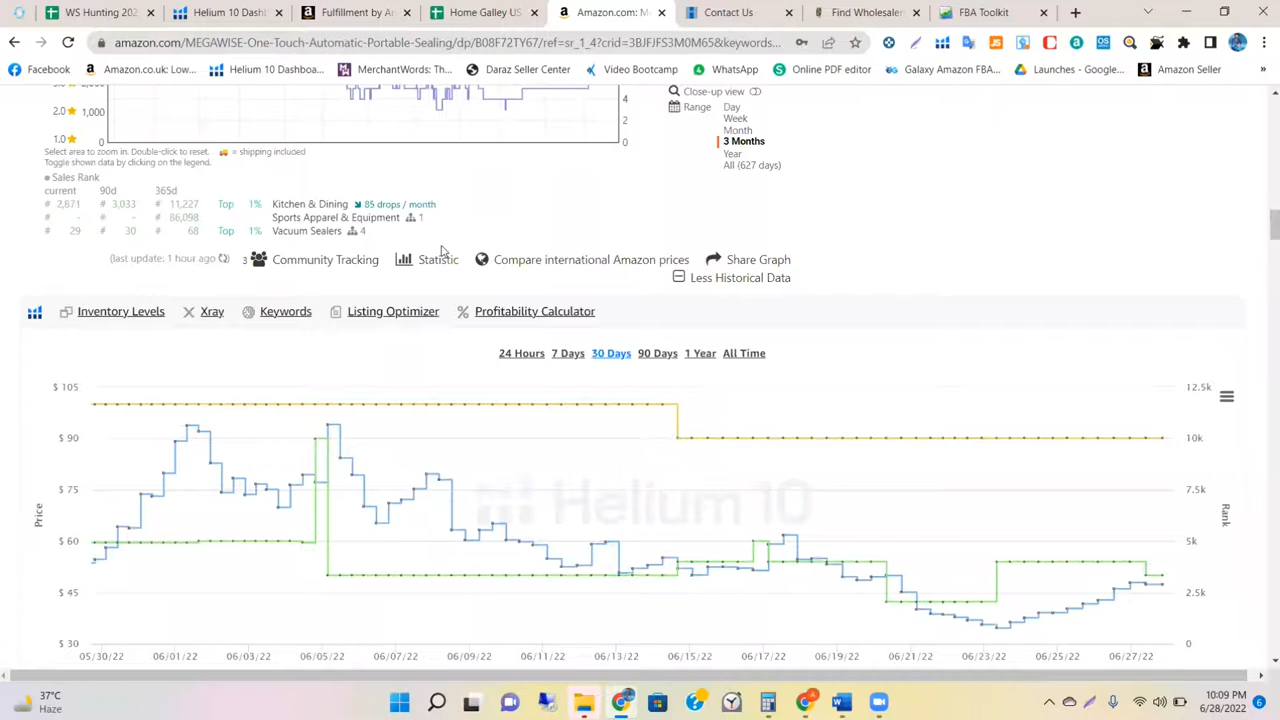 WS Hunting 202
Helium 10 Dash
Fulfillment by Am
Home Galley US
Amazon.com: M
Contact Us
Find Wholesaler
FBA Toolkit
amazon.com/MEGAWISE-One-Touch-Automatic-Portable-Sealing/dp/B08F73TY67/ref=sr_1_4?crid=3BJFJFS3M0M65&keywords...
Facebook
Amazon.co.uk: Low...
Helium 10 Dashboa...
MerchantWords: Th...
Daraz Seller Center
Video Bootcamp
WhatsApp
Online PDF editor
Galaxy Amazon FBA...
Launches - Google...
Amazon Seller
»
2.0 1,000
1.0 0
4
2
0
Close-up view
Range Day
Week
Month
3 Months
Year
All (627 days)
Select area to zoom in. Double-click to reset. = shipping included
Toggle shown data by clicking on the legend.
Sales Rank
current 90d 365d
# 2,871 # 3,033 # 11,227 Top 1% Kitchen & Dining 85 drops / month
# - # - # 86,098 Sports Apparel & Equipment 1
# 29 # 30 # 68 Top 1% Vacuum Sealers 4
(last update: 1 hour ago) 3 Community Tracking Statistic Compare international Amazon prices Share Graph
Less Historical Data
Inventory Levels Xray Keywords Listing Optimizer Profitability Calculator
24 Hours 7 Days 30 Days 90 Days 1 Year All Time
$ 105 12.5k
$ 90 10k
$ 75 7.5k
$ 60 5k
$ 45 2.5k
$ 30 0
Price
Rank
Helium 10
05/30/22 06/01/22 06/03/22 06/05/22 06/07/22 06/09/22 06/11/22 06/13/22 06/15/22 06/17/22 06/19/22 06/21/22 06/23/22 06/25/22 06/27/22
37°C
Haze
10:09 PM
6/28/2022
6